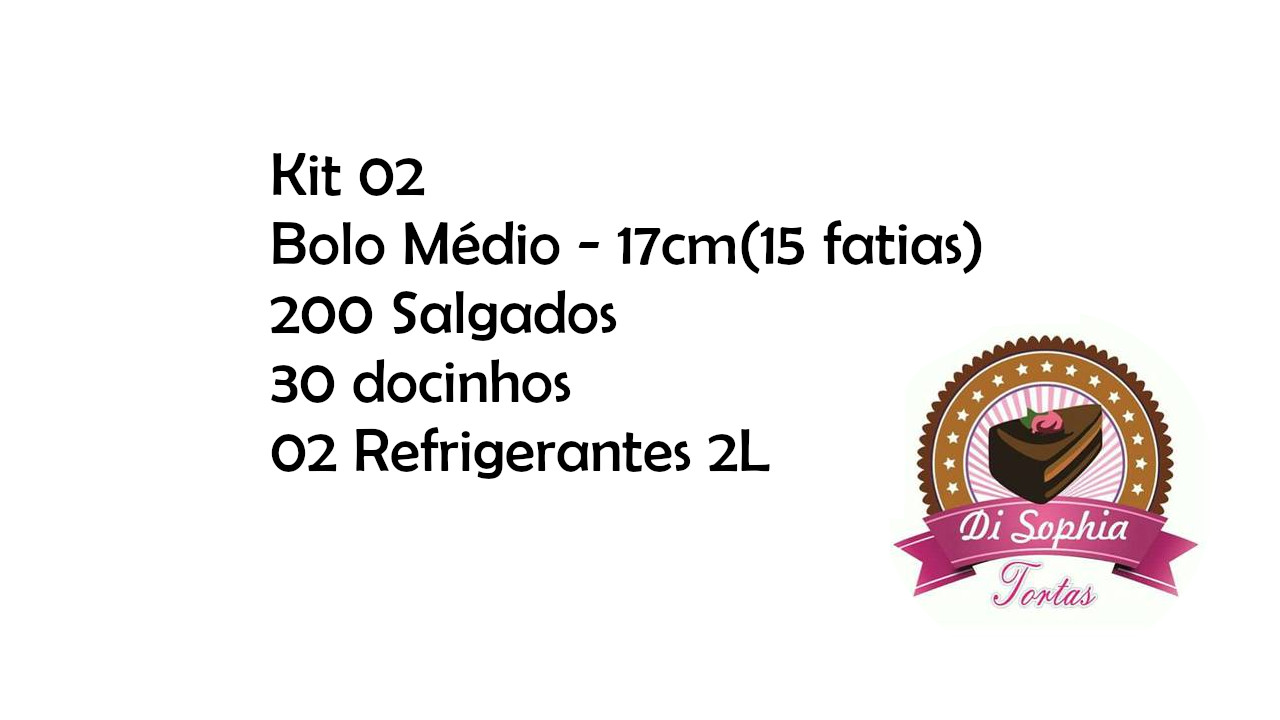 Kit 02
Bolo Médio - 17cm(15 fatias)
200 Salgados
30 docinhos
02 Refrigerantes 2L
Di Sophia
Tortas